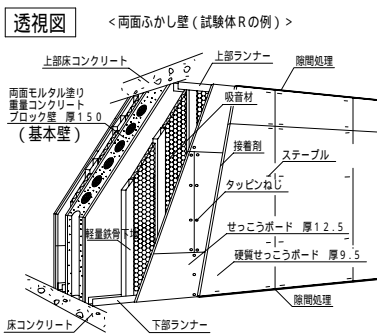 透視図
<両面ふかし壁(試験体Rの例)>
上部床コンクリート
上部ランナー
隙間処理
両面モルタル塗り
重量コンクリート
ブロック壁 厚150
(基本壁)
吸音材
接着剤
ステープル
タッピンねじ
軽量鉄骨下地
せっこうボード 厚12.5
硬質せっこうボード 厚9.5
隙間処理
床コンクリート
下部ランナー